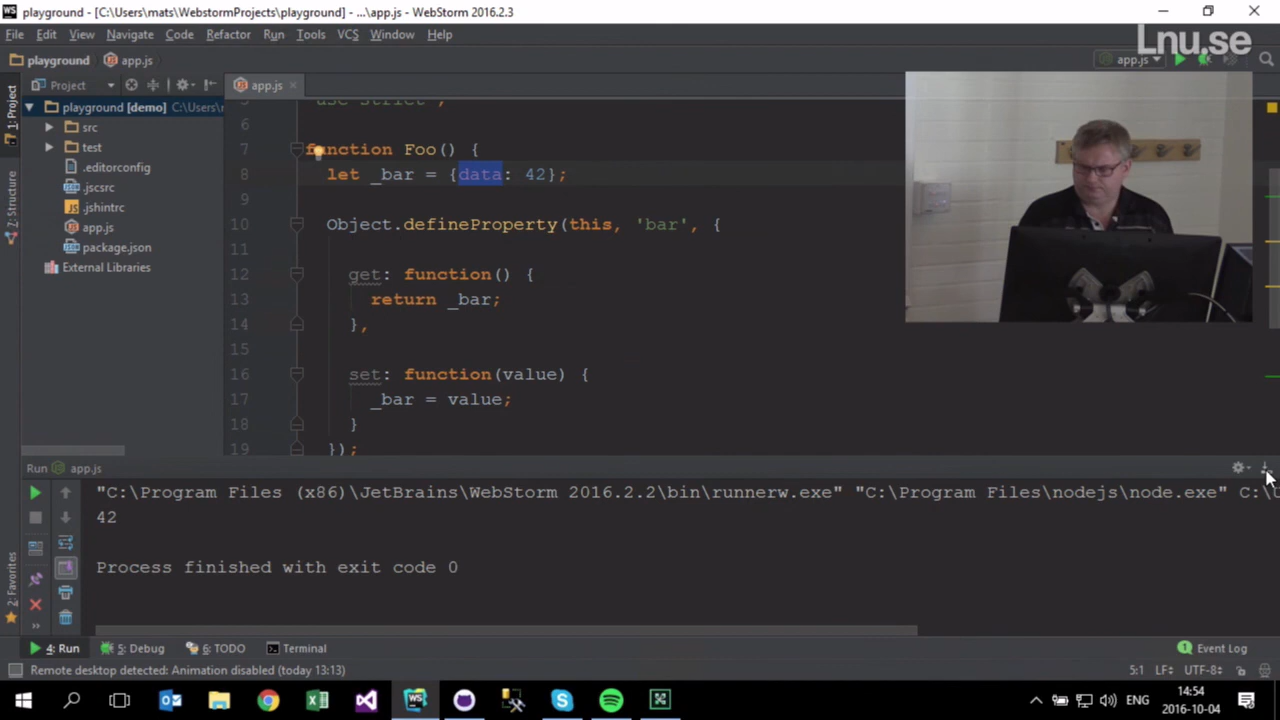 playground - [C:\Users\mats\WebstormProjects\playground] - ...\app.js - WebStorm 2016.2.3
File Edit View Navigate Code Refactor Run Tools VCS Window Help
Lnu.se
playground app.js
app.js
Project
app.js
1: Project
playground [demo] C:\Users\
src
test
.editorconfig
.jscsrc
.jshintrc
app.js
package.json
External Libraries
Z: Structure
2: Favorites
5 'use strict';
6
7 function Foo() {
8 let _bar = {data: 42};
9
10 Object.defineProperty(this, 'bar', {
11
12 get: function() {
13 return _bar;
14 },
15
16 set: function(value) {
17 _bar = value;
18 }
19 });
Run app.js
"C:\Program Files (x86)\JetBrains\WebStorm 2016.2.2\bin\runnerw.exe" "C:\Program Files\nodejs\node.exe" C:\
42
Process finished with exit code 0
4: Run 5: Debug 6: TODO Terminal
1 Event Log
Remote desktop detected: Animation disabled (today 13:13)
5:1 LF÷ UTF-8÷
ENG
14:54
2016-10-04